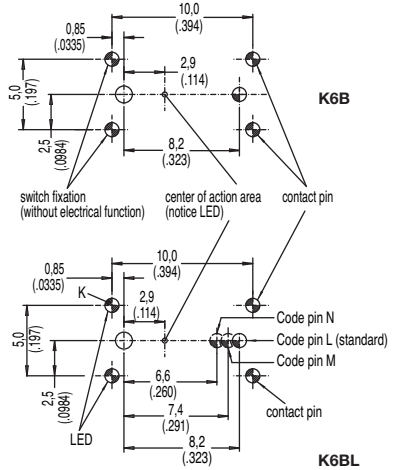 10,0
(.394)
0,85
(.0335)
2,9
(.114)
5,0
(.197)
2,5
(.0984)
K6B
8,2
(.323)
switch fixation
(without electrical function)
center of action area
(notice LED)
contact pin
10,0
(.394)
0,85
(.0335)
K
2,9
(.114)
Code pin N
5,0
(.197)
Code pin L (standard)
Code pin M
2,5
(.0984)
6,6
(.260)
7,4
(.291)
LED
contact pin
8,2
(.323)
K6BL